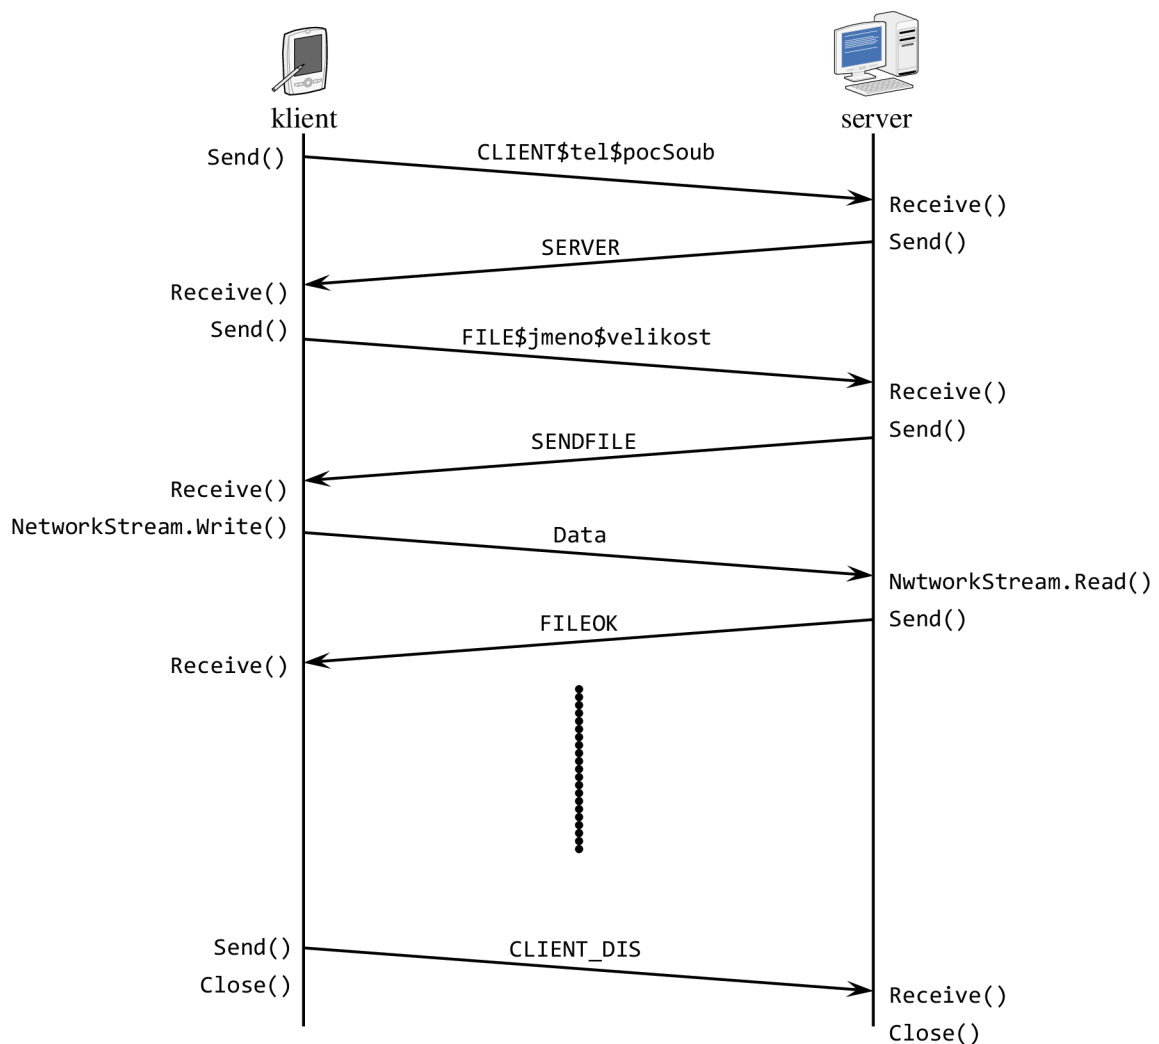 klient
server
Send()
CLIENT$tel$pocSoub
Receive()
Send()
SERVER
Receive()
Send()
FILE$jmeno$velikost
Receive()
Send()
SENDFILE
Receive()
NetworkStream.Write()
Data
NwtworkStream.Read()
Send()
FILEOK
Receive()
Send()
CLIENT_DIS
Close()
Receive()
Close()